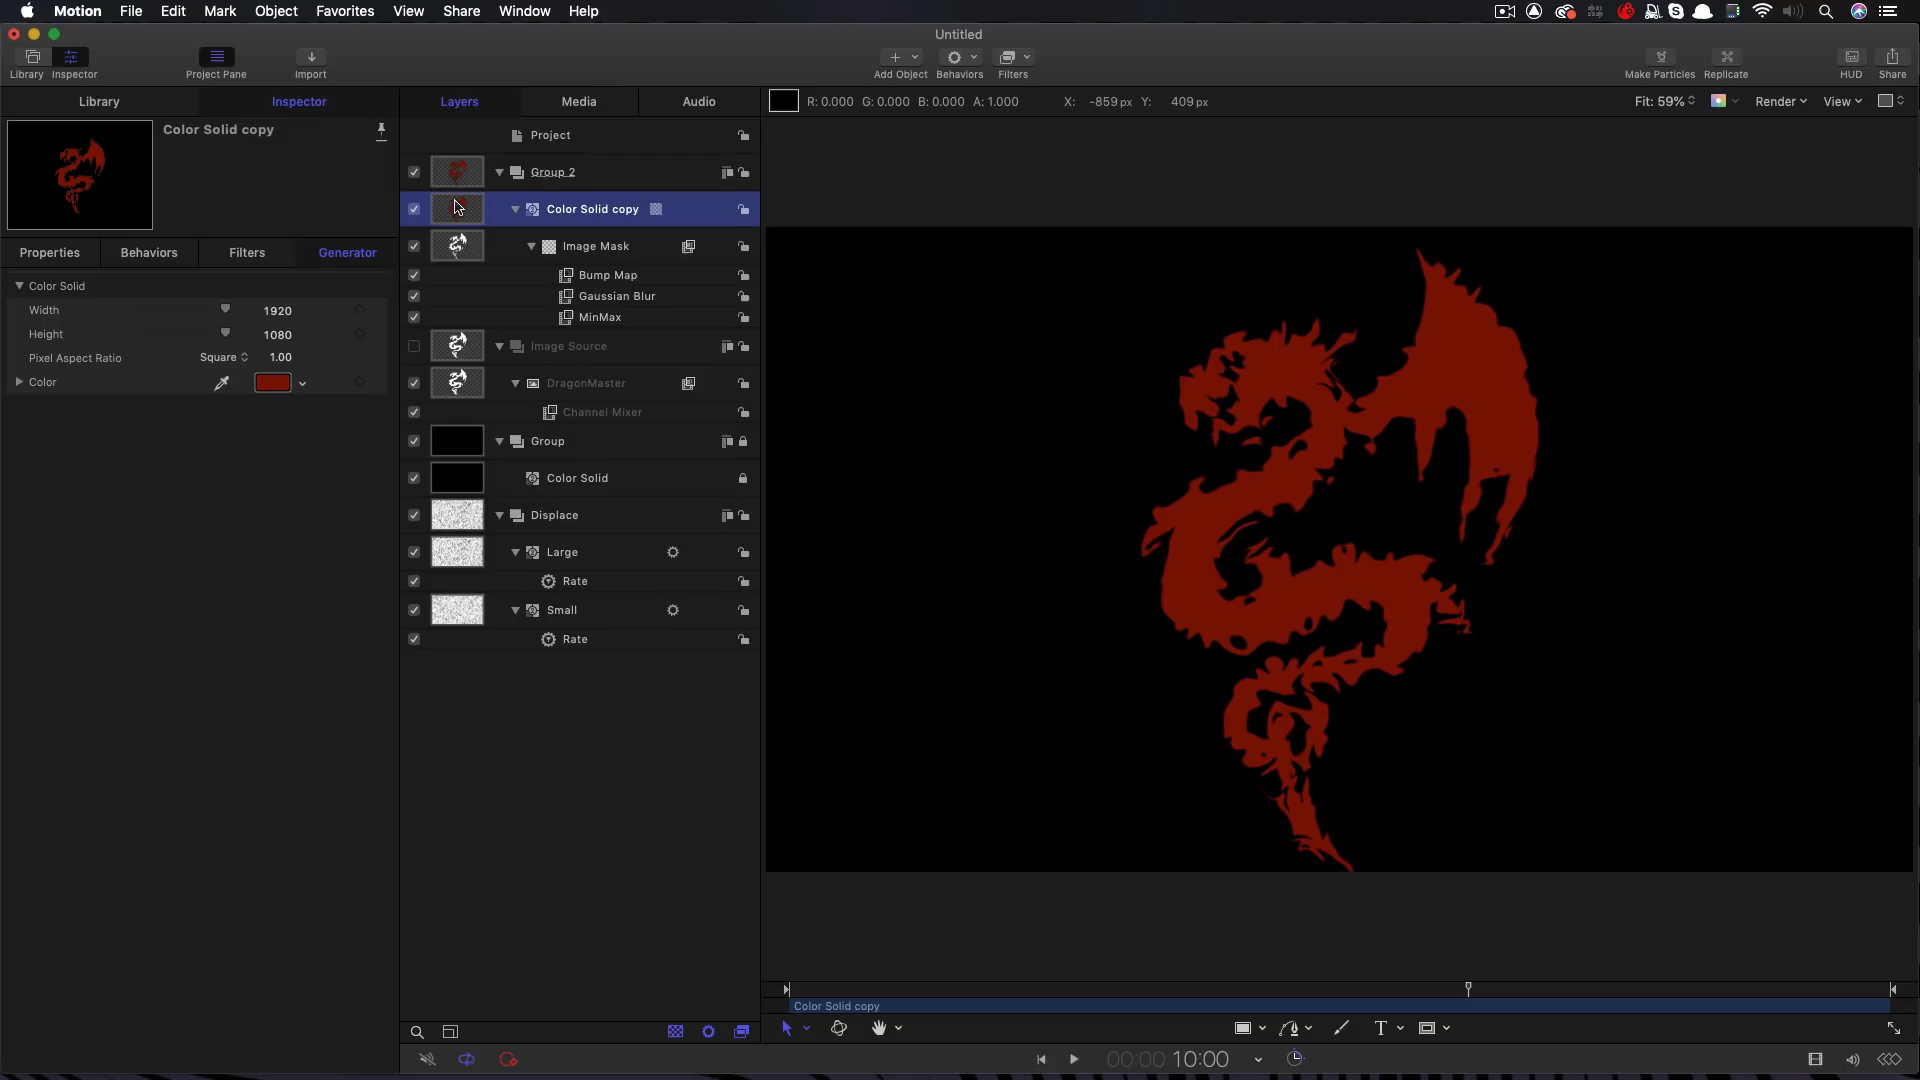 Motion File Edit Mark Object Favorites View Share Window Help
Untitled
Library Inspector Project Pane Import Add Object Behaviors Filters Make Particles Replicate HUD Share
Library Inspector Layers Media Audio R: 0.000 G: 0.000 B: 0.000 A: 1.000 X: -859 px Y: 409 px Fit: 59% Render View
Color Solid copy
Project
Group 2
Color Solid copy
Image Mask
Properties Behaviors Filters Generator
Bump Map
Color Solid
Gaussian Blur
Width 1920
MinMax
Height 1080
Image Source
Pixel Aspect Ratio Square 1.00
Color
DragonMaster
Channel Mixer
Group
Color Solid
Displace
Large
Rate
Small
Rate
Color Solid copy
T
00:00:10:00